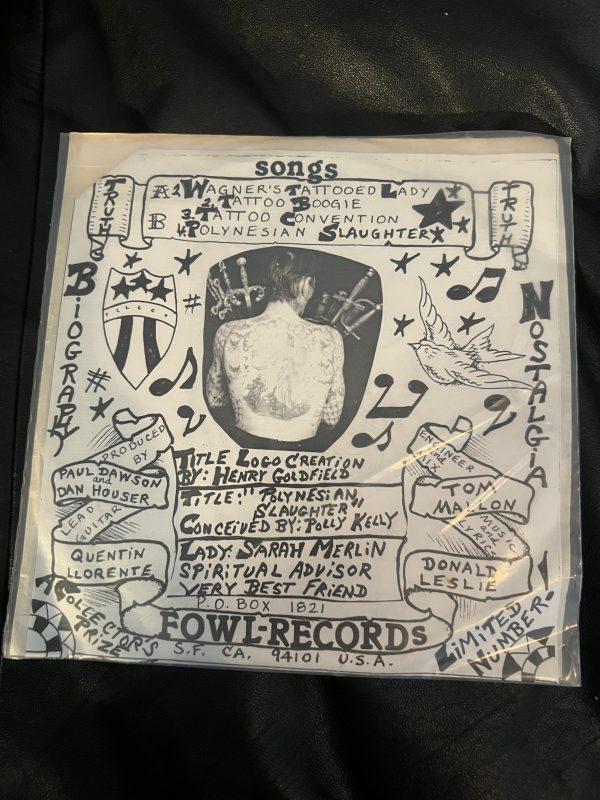 songs
TRUTH
A 1. WAGNER'S TATTOOED LADY
2. TATTOO BOOGIE
B 3. TATTOO CONVENTION
4. POLYNESIAN SLAUGHTER
TRUTH
BIOGRAPHY
#
#
NOSTALGIA
PRODUCED
BY
PAUL DAWSON
and
DAN HOUSER
LEAD
GUITAR
QUENTIN
LLORENTE
TITLE LOGO CREATION
BY: HENRY GOLDFIELD
TITLE: "POLYNESIAN
SLAUGHTER"
CONCEIVED BY: POLLY KELLY
LADY: SARAH MERLIN
SPIRITUAL ADVISOR
VERY BEST FRIEND
ENGINEER
and
MIX
TOM
MALLON
MUSIC
and
LYRICS
DONALD
LESLIE
P.O. BOX 1821
FOWL-RECORDS
S.F. CA. 94101 U.S.A.
A COLLECTOR'S
PRIZE
LIMITED
NUMBER!